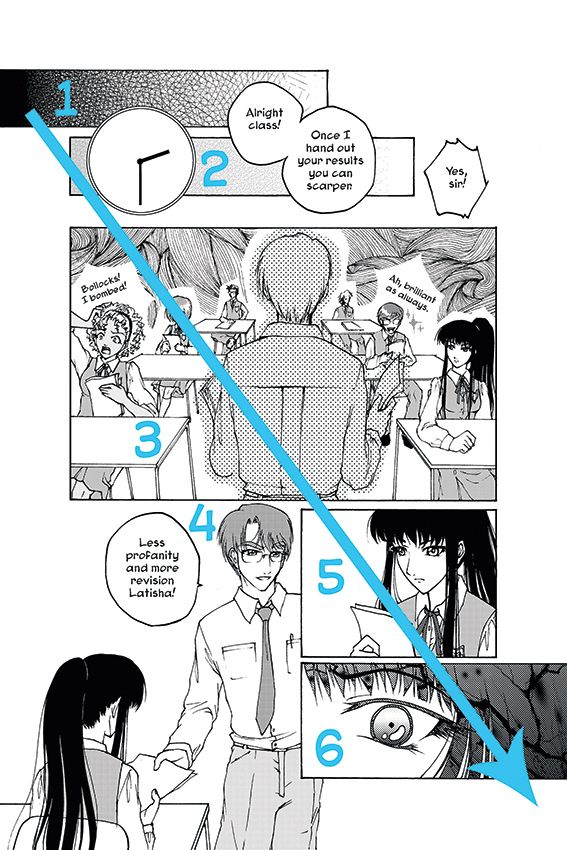 1
Alright
class!
2
Once I
hand out
your results
you can
scarper.
Yes,
sir!
Bollocks!
I bombed!
Ah, brilliant
as always.
3
4
Less
profanity
and more
revision
Latisha!
5
6